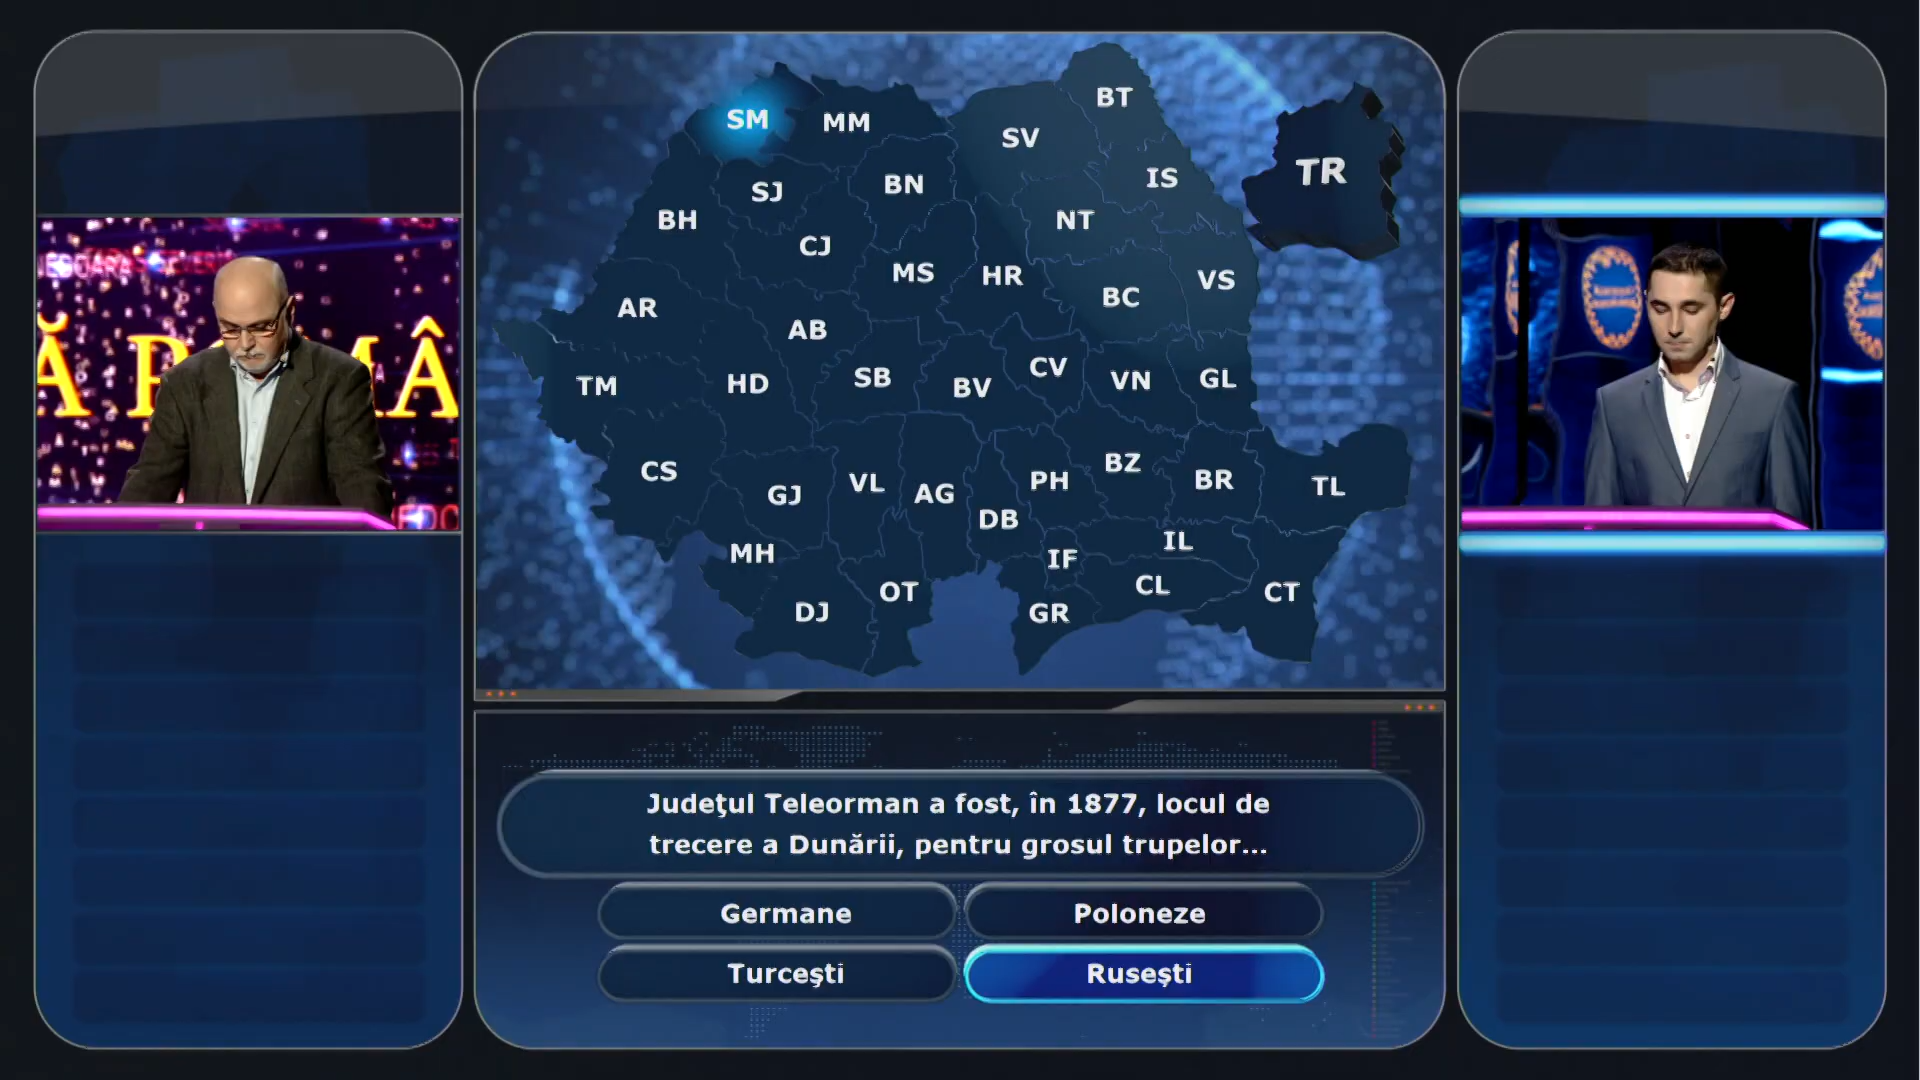 Ă ROMÂ
SM
MM
SV
BT
TR
SJ
BN
IS
BH
NT
CJ
MS
HR
BC
VS
AR
AB
TM
HD
SB
BV
CV
VN
GL
CS
GJ
VL
AG
PH
BZ
BR
TL
DB
MH
IF
IL
OT
CL
CT
DJ
GR
Judeţul Teleorman a fost, în 1877, locul de
trecere a Dunării, pentru grosul trupelor...
Germane
Poloneze
Turceşti
Ruseşti